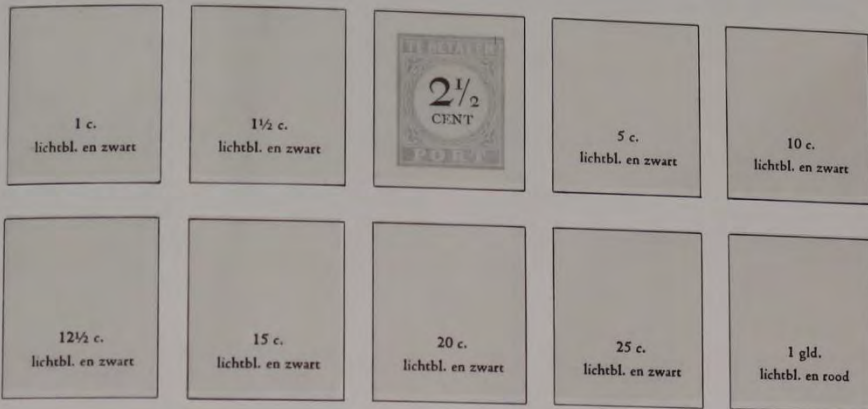 1 c.
lichtbl. en zwart
1½ c.
lichtbl. en zwart
TE BETALEN
2½
CENT
PORT
5 c.
lichtbl. en zwart
10 c.
lichtbl. en zwart
12½ c.
lichtbl. en zwart
15 c.
lichtbl. en zwart
20 c.
lichtbl. en zwart
25 c.
lichtbl. en zwart
1 gld.
lichtbl. en rood